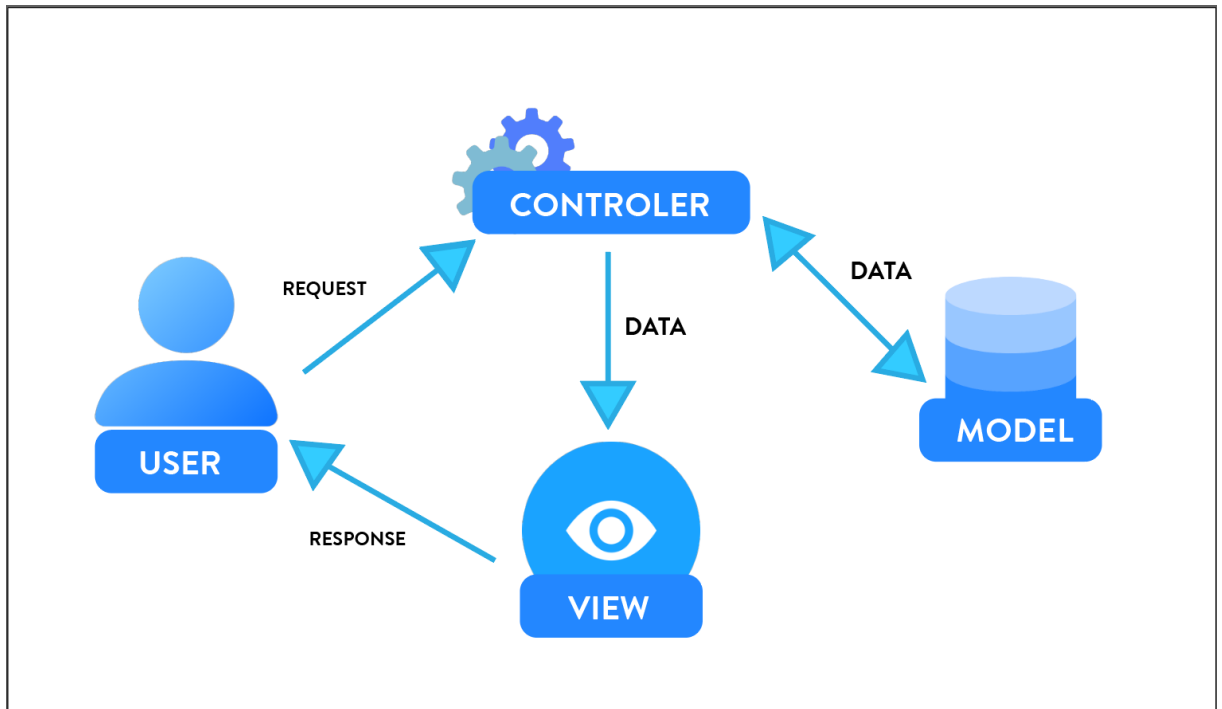 CONTROLER
REQUEST
DATA
DATA
USER
MODEL
RESPONSE
VIEW